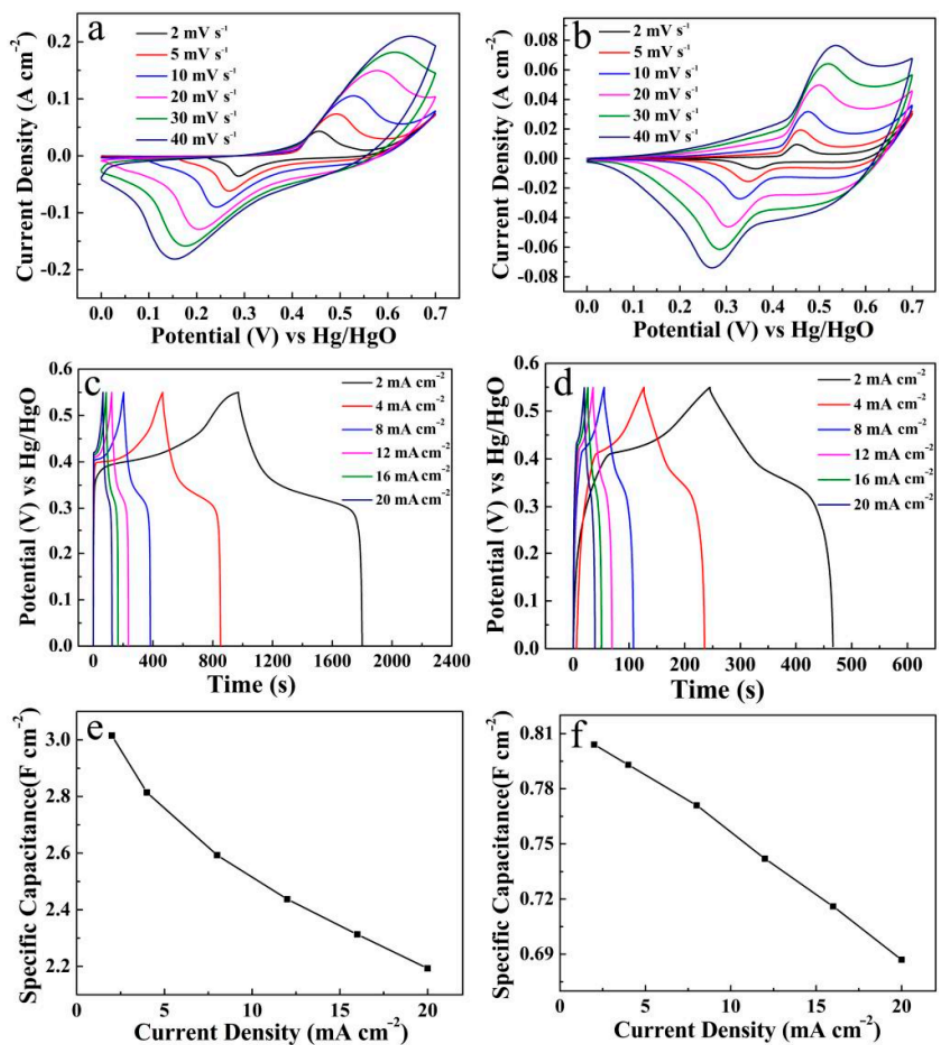 a
2 mV s⁻¹
5 mV s⁻¹
10 mV s⁻¹
20 mV s⁻¹
30 mV s⁻¹
40 mV s⁻¹
0.2
0.1
0.0
-0.1
-0.2
Current Density (A cm⁻²)
0.0 0.1 0.2 0.3 0.4 0.5 0.6 0.7
Potential (V) vs Hg/HgO
b
2 mV s⁻¹
5 mV s⁻¹
10 mV s⁻¹
20 mV s⁻¹
30 mV s⁻¹
40 mV s⁻¹
0.08
0.06
0.04
0.02
0.00
-0.02
-0.04
-0.06
-0.08
Current Density (A cm⁻²)
0.0 0.1 0.2 0.3 0.4 0.5 0.6 0.7
Potential (V) vs Hg/HgO
c
2 mA cm⁻²
4 mA cm⁻²
8 mA cm⁻²
12 mA cm⁻²
16 mA cm⁻²
20 mA cm⁻²
0.6
0.5
0.4
0.3
0.2
0.1
0.0
Potential (V) vs Hg/HgO
0 400 800 1200 1600 2000 2400
Time (s)
d
2 mA cm⁻²
4 mA cm⁻²
8 mA cm⁻²
12 mA cm⁻²
16 mA cm⁻²
20 mA cm⁻²
0.6
0.5
0.4
0.3
0.2
0.1
0.0
Potential (V) vs Hg/HgO
0 100 200 300 400 500 600
Time (s)
e
3.0
2.8
2.6
2.4
2.2
Specific Capacitance(F cm⁻²)
0 5 10 15 20
Current Density (mA cm⁻²)
f
0.81
0.78
0.75
0.72
0.69
Specific Capacitance(F cm⁻²)
0 5 10 15 20
Current Density (mA cm⁻²)